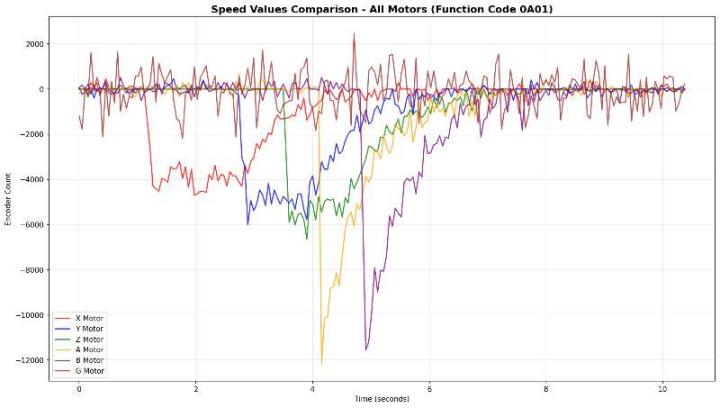 Speed Values Comparison - All Motors (Function Code 0A01)
2000
0
−2000
−4000
−6000
−8000
−10000
−12000
Encoder Count
X Motor
Y Motor
Z Motor
A Motor
B Motor
G Motor
0 2 4 6 8 10
Time (seconds)